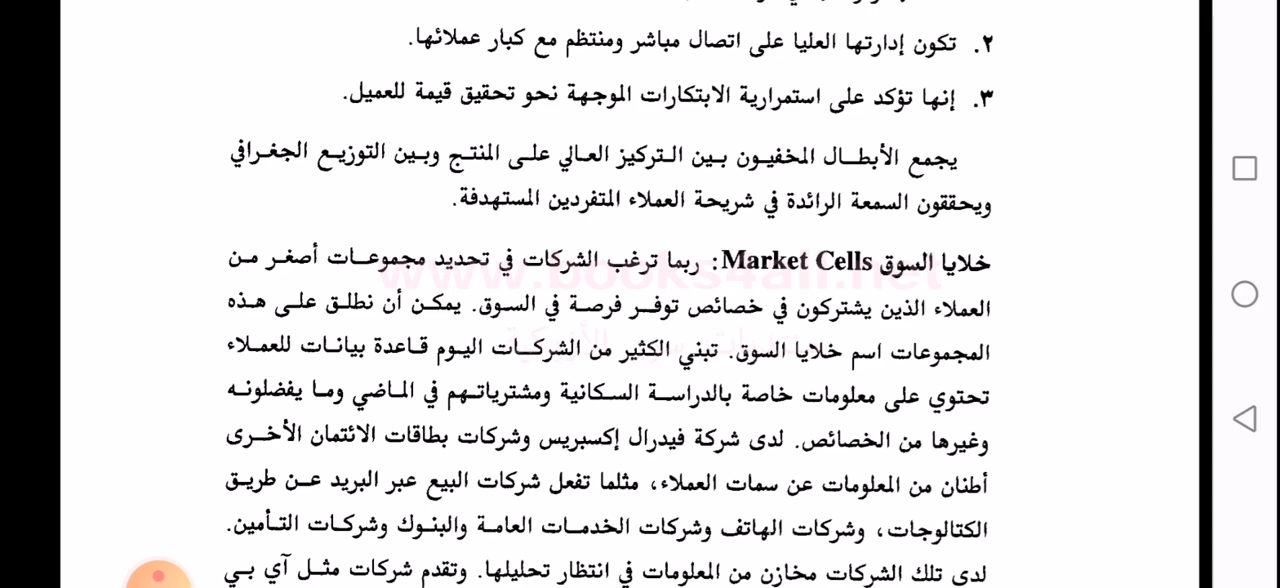 ٢. تكون إدارتها العليا على اتصال مباشر ومنتظم مع كبار عملائها.
٣. إنها تؤكد على استمرارية الابتكارات الموجهة نحو تحقيق قيمة للعميل.
يجمع الأبطال المخفيون بين التركيز العالي على المنتج وبين التوزيع الجغرافي
ويحققون السمعة الرائدة في شريحة العملاء المتفردين المستهدفة.
خلايا السوق Market Cells: ربما ترغب الشركات في تحديد مجموعات أصغر من
www.books4all.net
العملاء الذين يشتركون في خصائص توفر فرصة في السوق. يمكن أن نطلق على هذه
المجموعات اسم خلايا السوق. تبني الكثير من الشركات اليوم قاعدة بيانات للعملاء
تحتوي على معلومات خاصة بالدراسة السكانية ومشترياتهم في الماضي وما يفضلونه
وغيرها من الخصائص. لدى شركة فيدرال إكسبريس وشركات بطاقات الائتمان الأخرى
أطنان من المعلومات عن سمات العملاء، مثلما تفعل شركات البيع عبر البريد عن طريق
الكتالوجات، وشركات الهاتف وشركات الخدمات العامة والبنوك وشركات التأمين.
لدى تلك الشركات مخازن من المعلومات في انتظار تحليلها. وتقدم شركات مثل آي بي